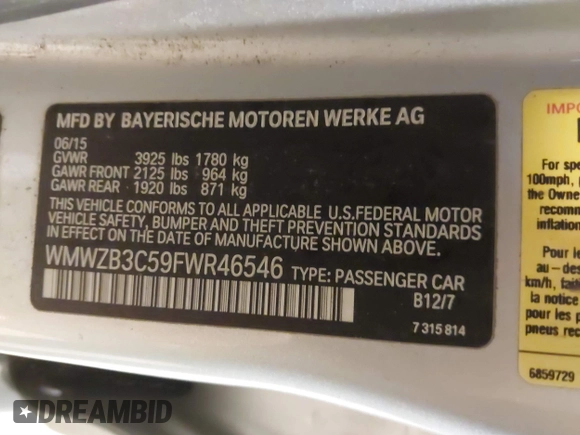 MFD BY BAYERISCHE MOTOREN WERKE AG
06/15
GVWR 3925 lbs 1780 kg
GAWR FRONT 2125 lbs 964 kg
GAWR REAR 1920 lbs 871 kg
THIS VEHICLE CONFORMS TO ALL APPLICABLE U.S.FEDERAL MOTOR
VEHICLE SAFETY, BUMPER AND THEFT PREVENTION STANDARDS
IN EFFECT ON THE DATE OF MANUFACTURE SHOWN ABOVE.
WMWZB3C59FWR46546 TYPE: PASSENGER CAR
B12/7
7 315 814
For spe
100mph,
the Owne
recomm
inflation
Pour le
au - des
km/h,
la notice
pour les p
pneus rec
6859729
DREAMBID